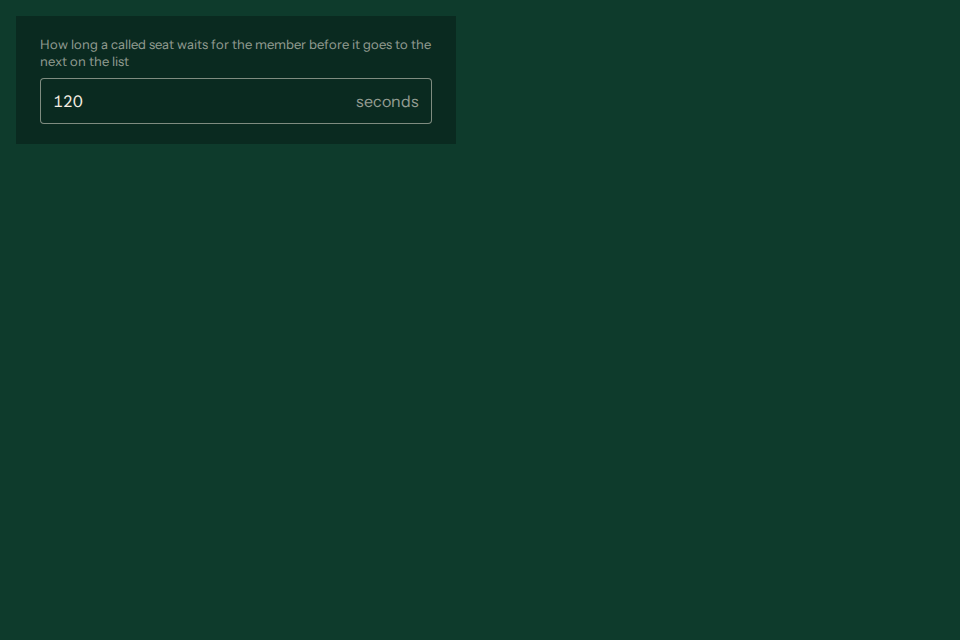 How long a called seat waits for the member before it goes to the
next on the list
120 seconds